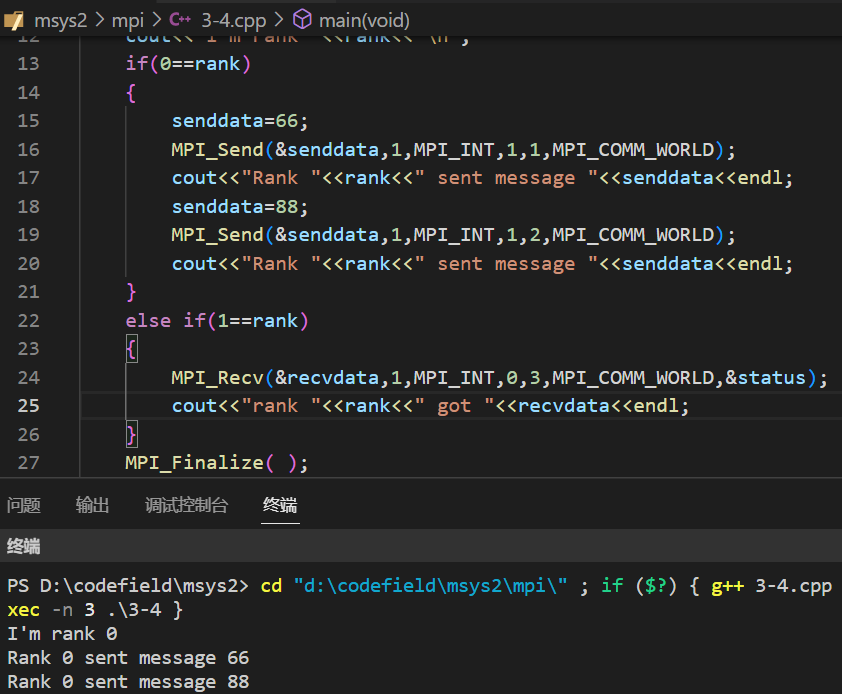 msys2 > mpi > C++ 3-4.cpp > main(void)
12 cout<<"I'm rank "<<rank<<"\n";
13 if(0==rank)
14 {
15 senddata=66;
16 MPI_Send(&senddata,1,MPI_INT,1,1,MPI_COMM_WORLD);
17 cout<<"Rank "<<rank<<" sent message "<<senddata<<endl;
18 senddata=88;
19 MPI_Send(&senddata,1,MPI_INT,1,2,MPI_COMM_WORLD);
20 cout<<"Rank "<<rank<<" sent message "<<senddata<<endl;
21 }
22 else if(1==rank)
23 {
24 MPI_Recv(&recvdata,1,MPI_INT,0,3,MPI_COMM_WORLD,&status);
25 cout<<"rank "<<rank<<" got "<<recvdata<<endl;
26 }
27 MPI_Finalize( );
问题 输出 调试控制台 终端
终端
PS D:\codefield\msys2> cd "d:\codefield\msys2\mpi\" ; if ($?) { g++ 3-4.cpp
xec -n 3 .\3-4 }
I'm rank 0
Rank 0 sent message 66
Rank 0 sent message 88